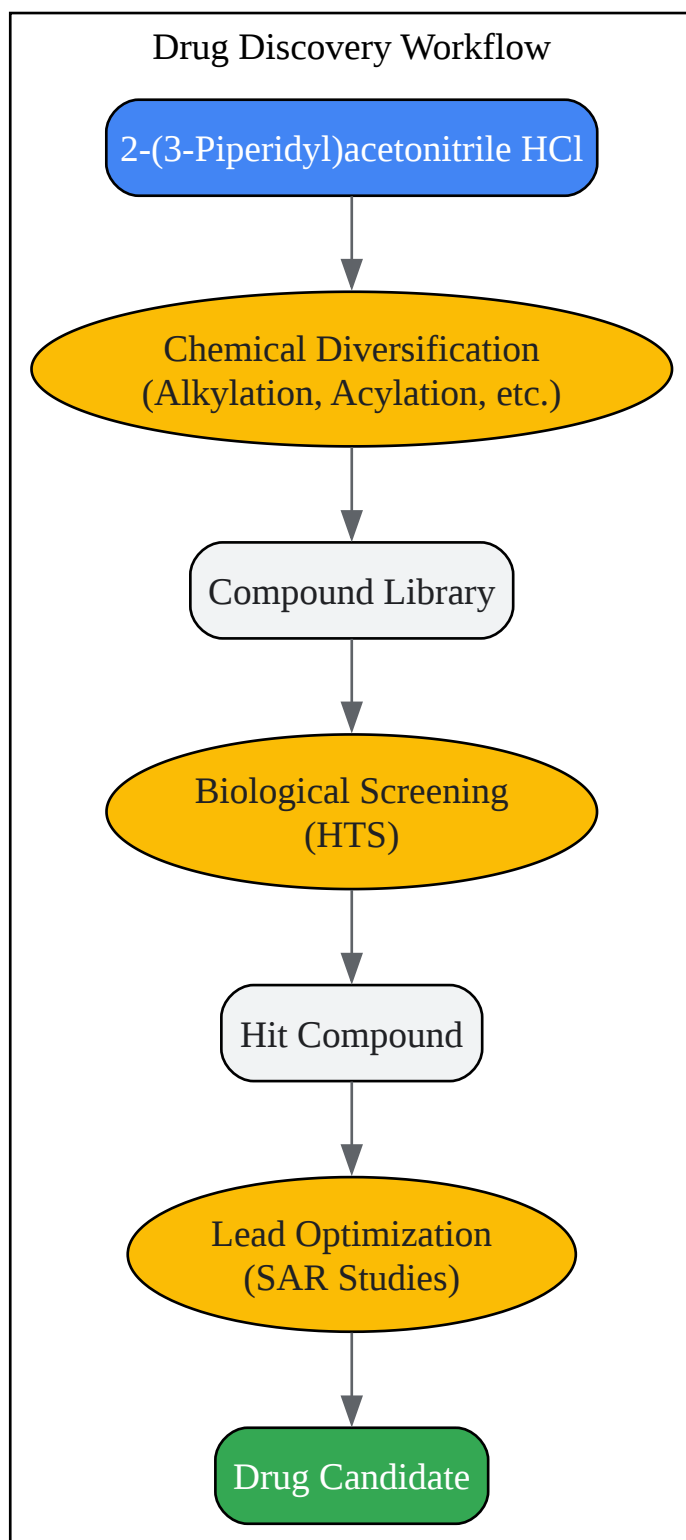 Drug Discovery Workflow
2-(3-Piperidyl)acetonitrile HCl
Chemical Diversification
(Alkylation, Acylation, etc.)
Compound Library
Biological Screening
(HTS)
Hit Compound
Lead Optimization
(SAR Studies)
Drug Candidate